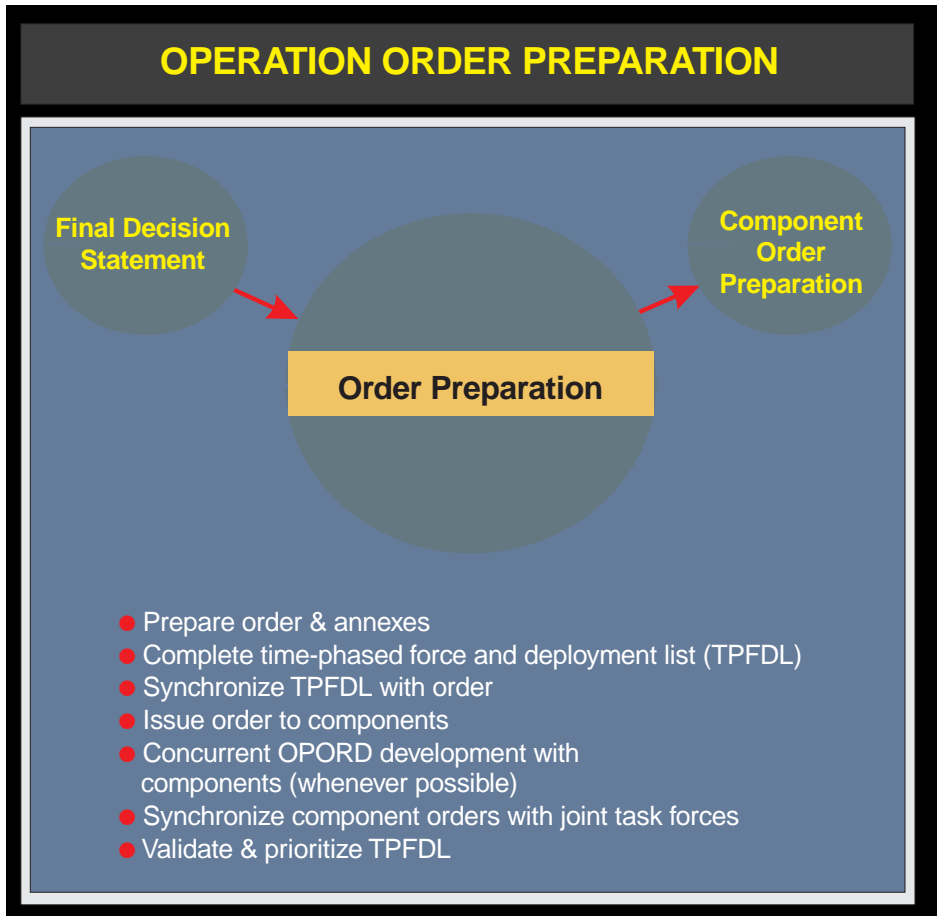 OPERATION ORDER PREPARATION
Final Decision
Statement
Component
Order
Preparation
Order Preparation
Prepare order & annexes
Complete time-phased force and deployment list (TPFDL)
Synchronize TPFDL with order
Issue order to components
Concurrent OPORD development with
components (whenever possible)
Synchronize component orders with joint task forces
Validate & prioritize TPFDL